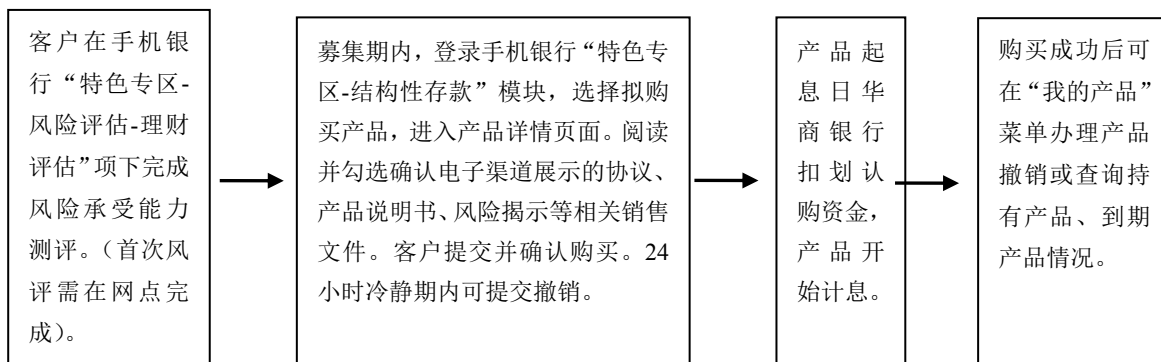 客户在手机银
行“特色专区-
风险评估-理财
评估”项下完成
风险承受能力
测评。（首次风
评需在网点完
成）。
募集期内，登录手机银行“特色专
区-结构性存款”模块，选择拟购
买产品，进入产品详情页面。阅读
并勾选确认电子渠道展示的协议、
产品说明书、风险揭示等相关销售
文件。客户提交并确认购买。24
小时冷静期内可提交撤销。
产品起
息日华
商银行
扣划认
购资金，
产品开
始计息。
购买成功后可
在“我的产品”
菜单办理产品
撤销或查询持
有产品、到期
产品情况。